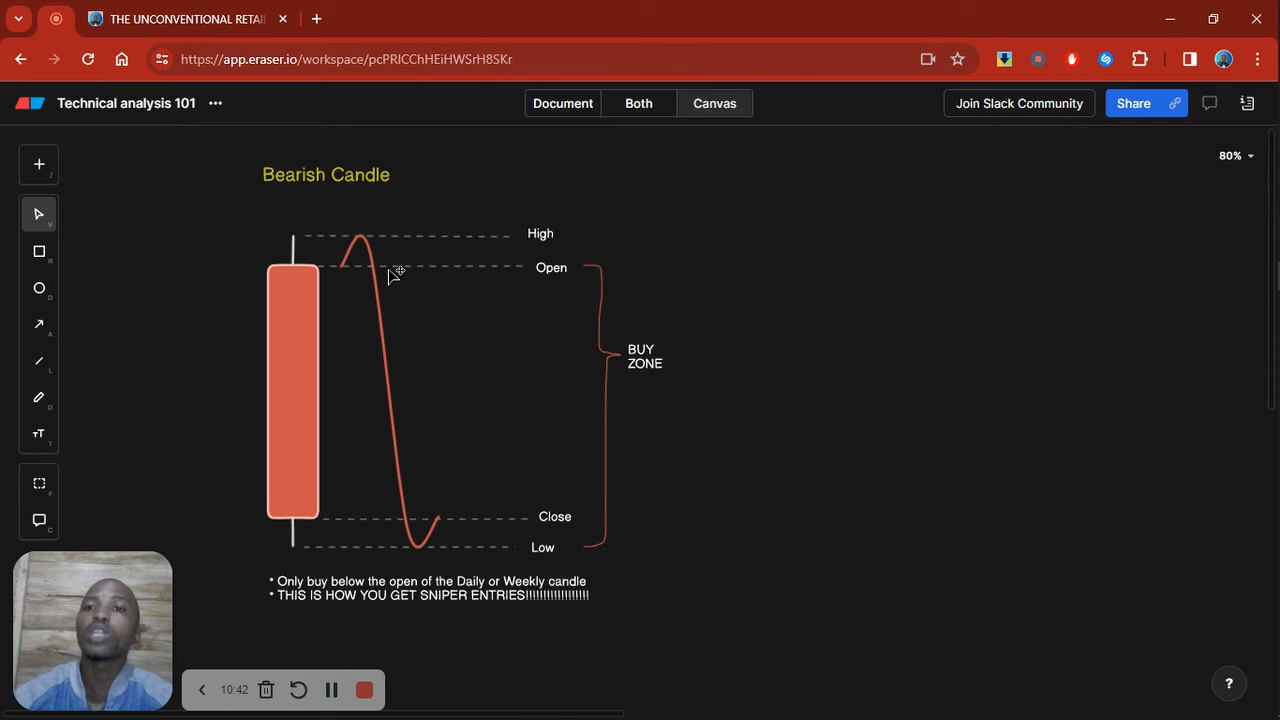 THE UNCONVENTIONAL RETAI
https://app.eraser.io/workspace/pcPRICChHEiHWSrH8SKr
Technical analysis 101
Document
Both
Canvas
Join Slack Community
Share
80%
Bearish Candle
High
Open
BUY
ZONE
Close
Low
• Only buy below the open of the Daily or Weekly candle
• THIS IS HOW YOU GET SNIPER ENTRIES!!!!!!!!!!!!!!!!!!
10:42